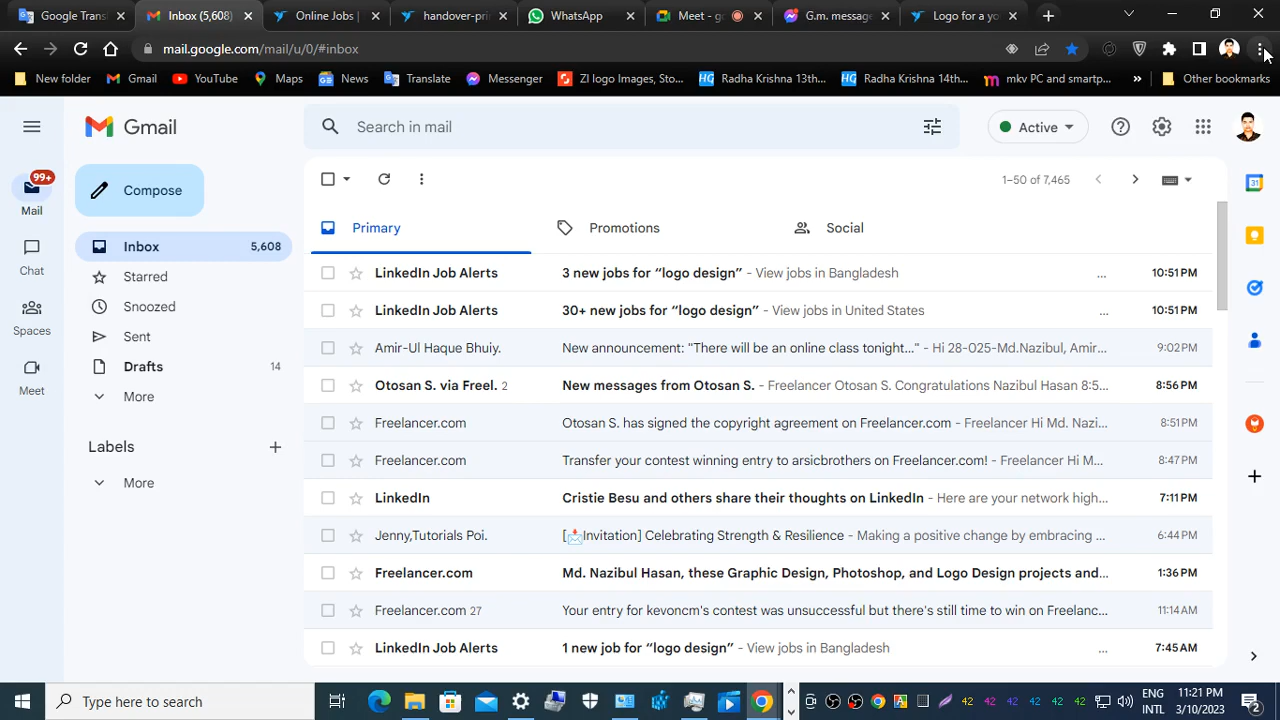 Google Trans
Inbox (5,608)
Online Jobs |
handover-pri
WhatsApp
Meet - g
G.m. message
Logo for a yo
mail.google.com/mail/u/0/#inbox
New folder
Gmail
YouTube
Maps
News
Translate
Messenger
ZI logo Images, Sto...
HG Radha Krishna 13th...
HG Radha Krishna 14th...
mkv PC and smartp...
»
Other bookmarks
Gmail
Search in mail
Active
99+
Mail
Chat
Spaces
Meet
Compose
Inbox 5,608
Starred
Snoozed
Sent
Drafts 14
More
Labels
More
1–50 of 7,465
Primary
Promotions
Social
LinkedIn Job Alerts 3 new jobs for “logo design” - View jobs in Bangladesh ... 10:51 PM
LinkedIn Job Alerts 30+ new jobs for “logo design” - View jobs in United States ... 10:51 PM
Amir-Ul Haque Bhuiy. New announcement: "There will be an online class tonight..." - Hi 28-025-Md.Nazibul, Amir... 9:02 PM
Otosan S. via Freel. 2 New messages from Otosan S. - Freelancer Otosan S. Congratulations Nazibul Hasan 8:5... 8:56 PM
Freelancer.com Otosan S. has signed the copyright agreement on Freelancer.com - Freelancer Hi Md. Nazi... 8:51 PM
Freelancer.com Transfer your contest winning entry to arsicbrothers on Freelancer.com! - Freelancer Hi M... 8:47 PM
LinkedIn Cristie Besu and others share their thoughts on LinkedIn - Here are your network high... 7:11 PM
Jenny,Tutorials Poi. [📩Invitation] Celebrating Strength & Resilience - Making a positive change by embracing ... 6:44 PM
Freelancer.com Md. Nazibul Hasan, these Graphic Design, Photoshop, and Logo Design projects and... 1:36 PM
Freelancer.com 27 Your entry for kevoncm's contest was unsuccessful but there's still time to win on Freelanc... 11:14 AM
LinkedIn Job Alerts 1 new job for “logo design” - View jobs in Bangladesh ... 7:45 AM
Type here to search
42 42 42 42 42
ENG
INTL
11:21 PM
3/10/2023
2